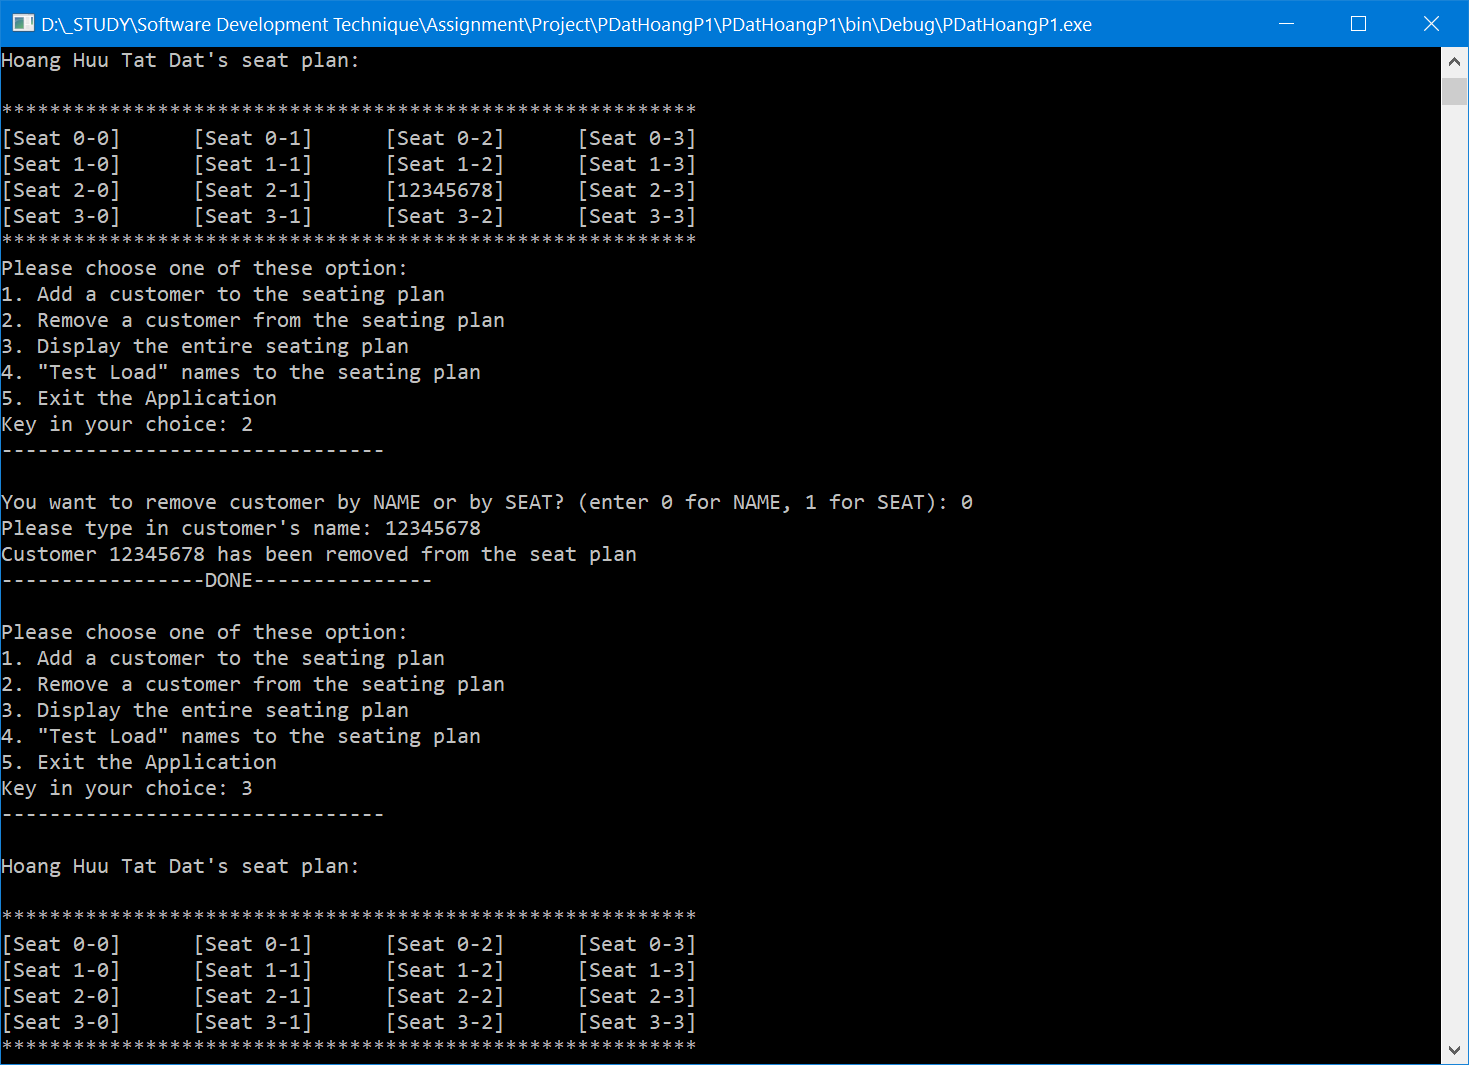 D:\_STUDY\Software Development Technique\Assignment\Project\PDatHoangP1\PDatHoangP1\bin\Debug\PDatHoangP1.exe
Hoang Huu Tat Dat's seat plan:
**********************************************************
[Seat 0-0]      [Seat 0-1]      [Seat 0-2]      [Seat 0-3]
[Seat 1-0]      [Seat 1-1]      [Seat 1-2]      [Seat 1-3]
[Seat 2-0]      [Seat 2-1]      [12345678]      [Seat 2-3]
[Seat 3-0]      [Seat 3-1]      [Seat 3-2]      [Seat 3-3]
**********************************************************
Please choose one of these option:
1. Add a customer to the seating plan
2. Remove a customer from the seating plan
3. Display the entire seating plan
4. "Test Load" names to the seating plan
5. Exit the Application
Key in your choice: 2
--------------------------------
You want to remove customer by NAME or by SEAT? (enter 0 for NAME, 1 for SEAT): 0
Please type in customer's name: 12345678
Customer 12345678 has been removed from the seat plan
-----------------DONE---------------
Please choose one of these option:
1. Add a customer to the seating plan
2. Remove a customer from the seating plan
3. Display the entire seating plan
4. "Test Load" names to the seating plan
5. Exit the Application
Key in your choice: 3
--------------------------------
Hoang Huu Tat Dat's seat plan:
**********************************************************
[Seat 0-0]      [Seat 0-1]      [Seat 0-2]      [Seat 0-3]
[Seat 1-0]      [Seat 1-1]      [Seat 1-2]      [Seat 1-3]
[Seat 2-0]      [Seat 2-1]      [Seat 2-2]      [Seat 2-3]
[Seat 3-0]      [Seat 3-1]      [Seat 3-2]      [Seat 3-3]
**********************************************************